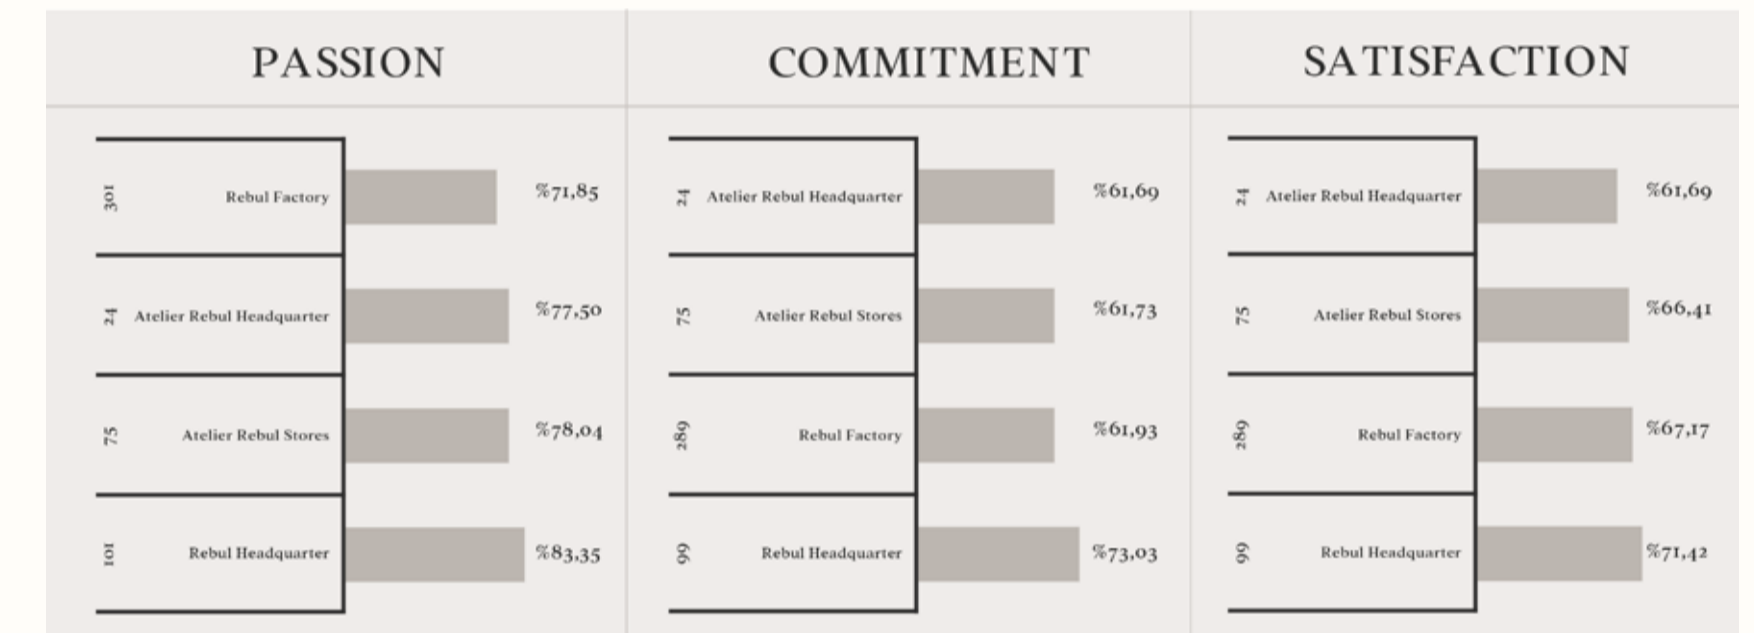 PASSION
301 Rebul Factory %71,85
24 Atelier Rebul Headquarter %77,50
75 Atelier Rebul Stores %78,04
101 Rebul Headquarter %83,35
COMMITMENT
24 Atelier Rebul Headquarter %61,69
75 Atelier Rebul Stores %61,73
289 Rebul Factory %61,93
99 Rebul Headquarter %73,03
SATISFACTION
24 Atelier Rebul Headquarter %61,69
75 Atelier Rebul Stores %66,41
289 Rebul Factory %67,17
99 Rebul Headquarter %71,42